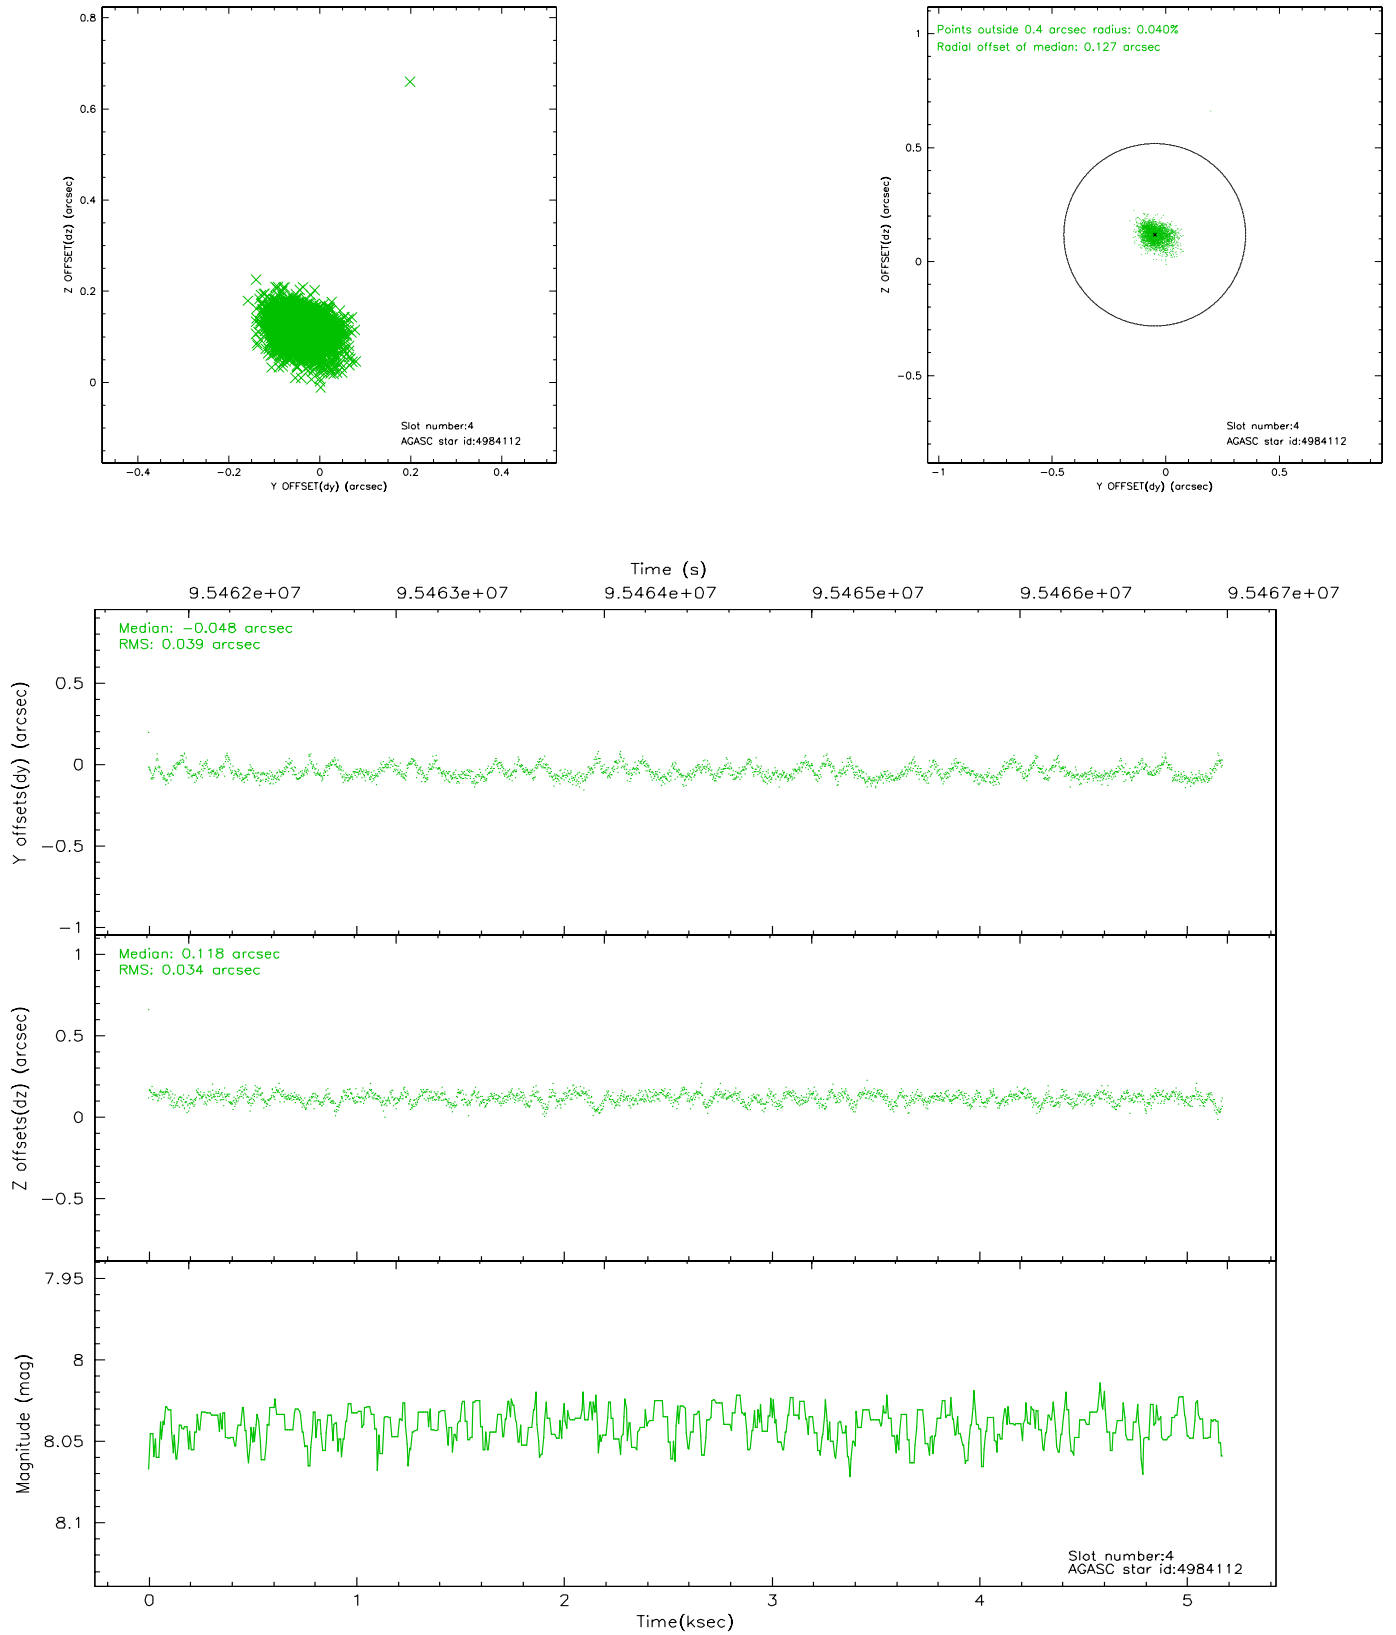 0.8
0.6
0.4
0.2
0
Z OFFSET(dz) (arcsec)
Slot number:4
AGASC star id:4984112
−0.4 −0.2 0 0.2 0.4
Y OFFSET(dy) (arcsec)
Points outside 0.4 arcsec radius: 0.040%
Radial offset of median: 0.127 arcsec
1
0.5
0
−0.5
Z OFFSET(dz) (arcsec)
Slot number:4
AGASC star id:4984112
−1 −0.5 0 0.5
Y OFFSET(dy) (arcsec)
Time (s)
9.5462e+07 9.5463e+07 9.5464e+07 9.5465e+07 9.5466e+07 9.5467e+07
Median: −0.048 arcsec
RMS: 0.039 arcsec
0.5
0
−0.5
−1
Y offsets(dy) (arcsec)
Median: 0.118 arcsec
RMS: 0.034 arcsec
1
0.5
0
−0.5
Z offsets(dz) (arcsec)
7.95
8
8.05
8.1
Magnitude (mag)
Slot number:4
AGASC star id:4984112
0 1 2 3 4 5
Time(ksec)